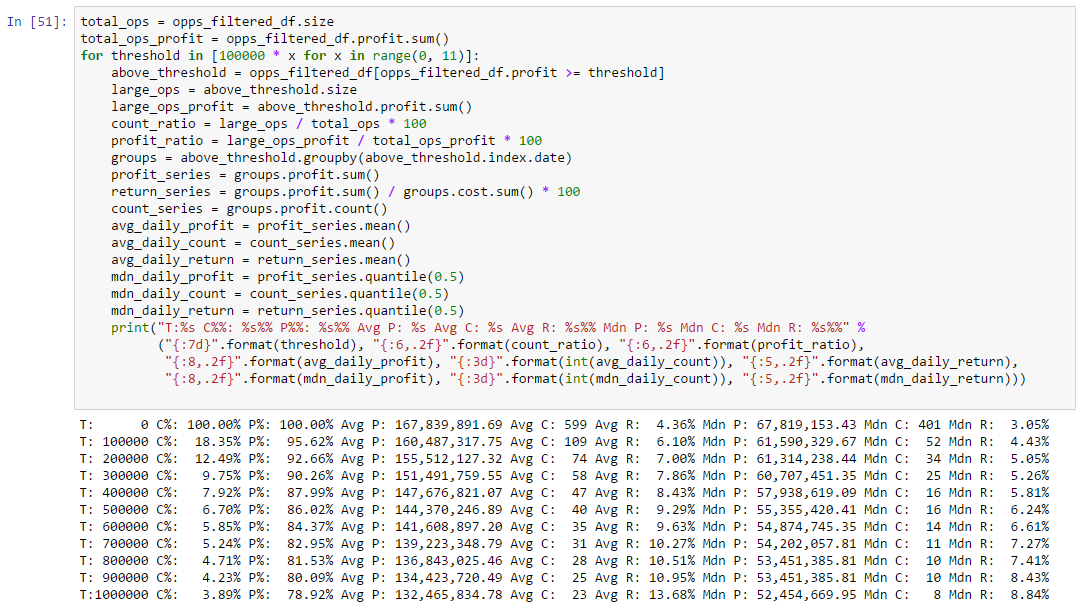 In [51]: total_ops = opps_filtered_df.size
total_ops_profit = opps_filtered_df.profit.sum()
for threshold in [100000 * x for x in range(0, 11)]:
    above_threshold = opps_filtered_df[opps_filtered_df.profit >= threshold]
    large_ops = above_threshold.size
    large_ops_profit = above_threshold.profit.sum()
    count_ratio = large_ops / total_ops * 100
    profit_ratio = large_ops_profit / total_ops_profit * 100
    groups = above_threshold.groupby(above_threshold.index.date)
    profit_series = groups.profit.sum()
    return_series = groups.profit.sum() / groups.cost.sum() * 100
    count_series = groups.profit.count()
    avg_daily_profit = profit_series.mean()
    avg_daily_count = count_series.mean()
    avg_daily_return = return_series.mean()
    mdn_daily_profit = profit_series.quantile(0.5)
    mdn_daily_count = count_series.quantile(0.5)
    mdn_daily_return = return_series.quantile(0.5)
    print("T:%s C%%: %s%% P%%: %s%% Avg P: %s Avg C: %s Avg R: %s%% Mdn P: %s Mdn C: %s Mdn R: %s%%" %
          ("{:7d}".format(threshold), "{:6,.2f}".format(count_ratio), "{:6,.2f}".format(profit_ratio),
           "{:8,.2f}".format(avg_daily_profit), "{:3d}".format(int(avg_daily_count)), "{:5,.2f}".format(avg_daily_return),
           "{:8,.2f}".format(mdn_daily_profit), "{:3d}".format(int(mdn_daily_count)), "{:5,.2f}".format(mdn_daily_return)))
T:      0 C%: 100.00% P%: 100.00% Avg P: 167,839,891.69 Avg C: 599 Avg R:  4.36% Mdn P: 67,819,153.43 Mdn C: 401 Mdn R:  3.05%
T: 100000 C%:  18.35% P%:  95.62% Avg P: 160,487,317.75 Avg C: 109 Avg R:  6.10% Mdn P: 61,590,329.67 Mdn C:  52 Mdn R:  4.43%
T: 200000 C%:  12.49% P%:  92.66% Avg P: 155,512,127.32 Avg C:  74 Avg R:  7.00% Mdn P: 61,314,238.44 Mdn C:  34 Mdn R:  5.05%
T: 300000 C%:   9.75% P%:  90.26% Avg P: 151,491,759.55 Avg C:  58 Avg R:  7.86% Mdn P: 60,707,451.35 Mdn C:  25 Mdn R:  5.26%
T: 400000 C%:   7.92% P%:  87.99% Avg P: 147,676,821.07 Avg C:  47 Avg R:  8.43% Mdn P: 57,938,619.09 Mdn C:  16 Mdn R:  5.81%
T: 500000 C%:   6.70% P%:  86.02% Avg P: 144,370,246.89 Avg C:  40 Avg R:  9.29% Mdn P: 55,355,420.41 Mdn C:  16 Mdn R:  6.24%
T: 600000 C%:   5.85% P%:  84.37% Avg P: 141,608,897.20 Avg C:  35 Avg R:  9.63% Mdn P: 54,874,745.35 Mdn C:  14 Mdn R:  6.61%
T: 700000 C%:   5.24% P%:  82.95% Avg P: 139,223,348.79 Avg C:  31 Avg R: 10.27% Mdn P: 54,202,057.81 Mdn C:  11 Mdn R:  7.27%
T: 800000 C%:   4.71% P%:  81.53% Avg P: 136,843,025.46 Avg C:  28 Avg R: 10.51% Mdn P: 53,451,385.81 Mdn C:  10 Mdn R:  7.41%
T: 900000 C%:   4.23% P%:  80.09% Avg P: 134,423,720.49 Avg C:  25 Avg R: 10.95% Mdn P: 53,451,385.81 Mdn C:  10 Mdn R:  8.43%
T:1000000 C%:   3.89% P%:  78.92% Avg P: 132,465,834.78 Avg C:  23 Avg R: 13.68% Mdn P: 52,454,669.95 Mdn C:   8 Mdn R:  8.84%